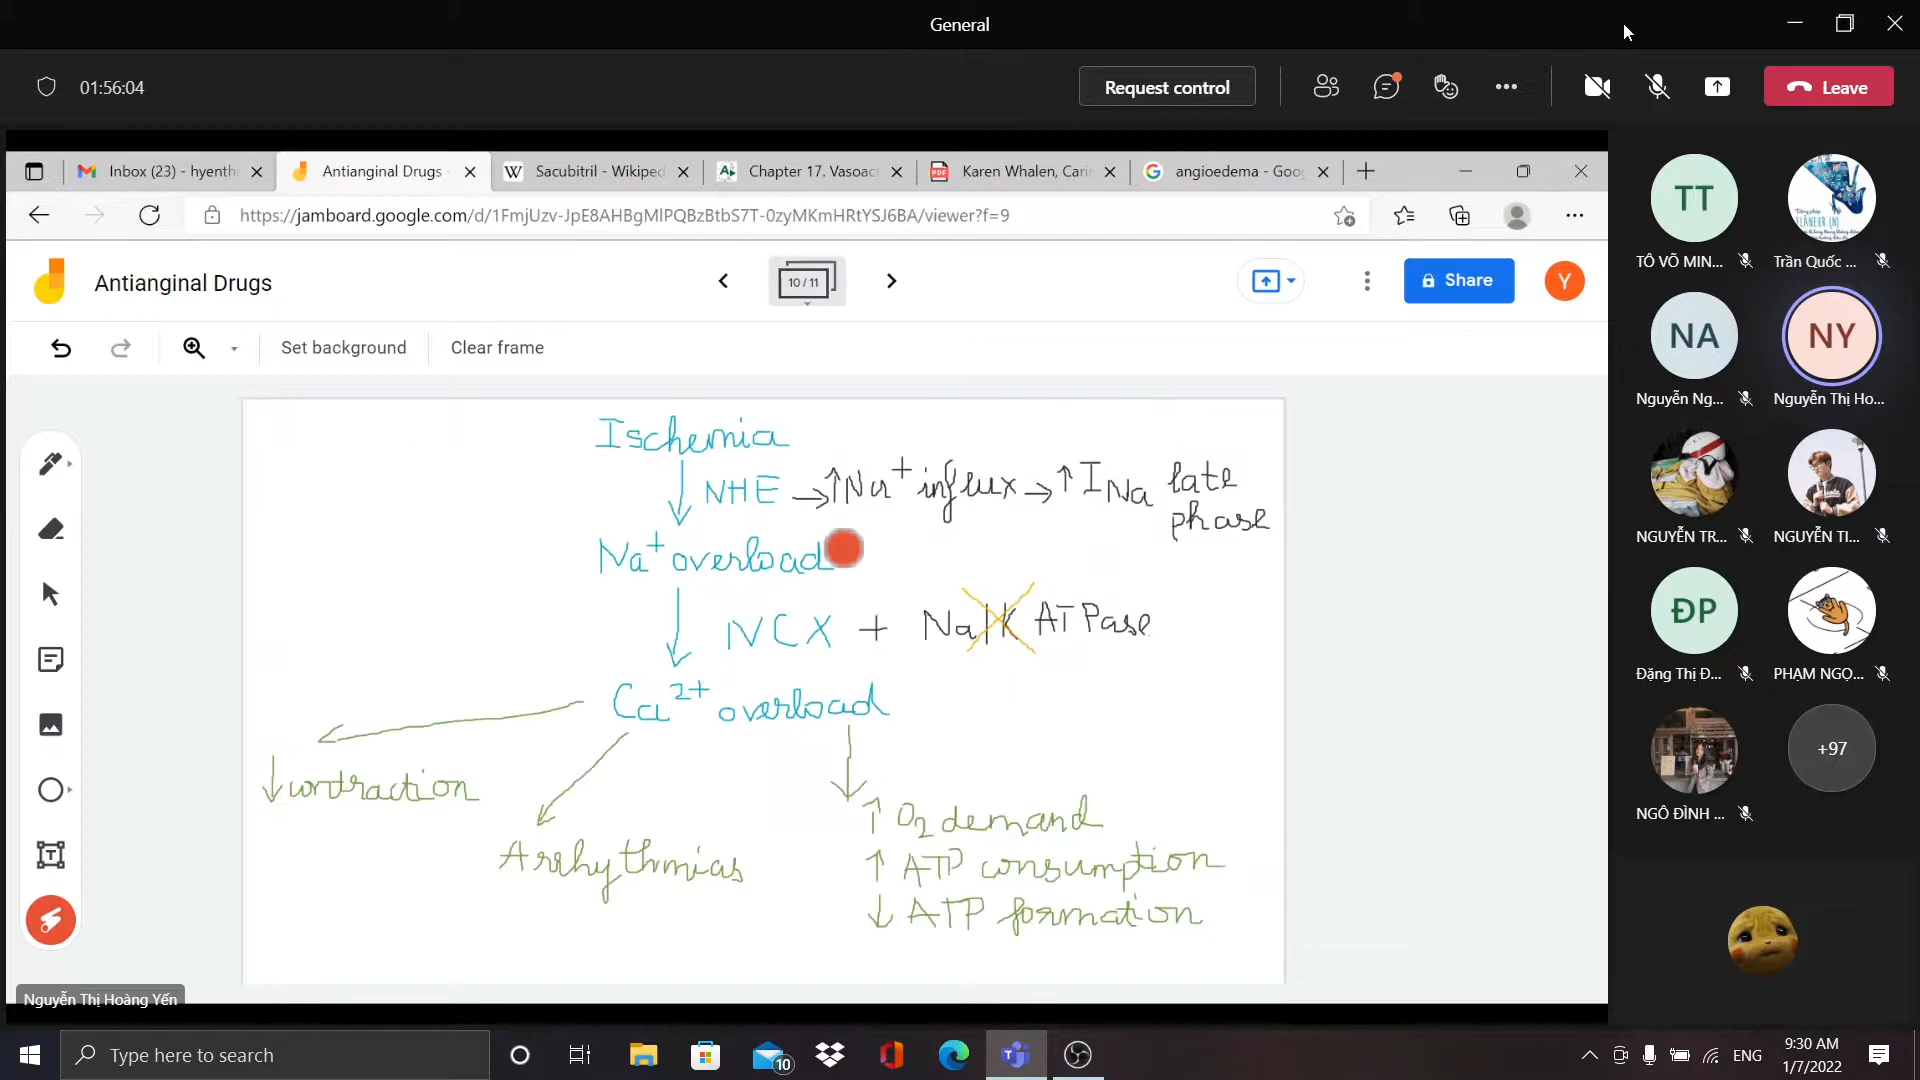 General
01:56:04
Request control
Leave
Inbox (23) - hyenth
Antianginal Drugs -
Sacubitril - Wikiped
Chapter 17. Vasoact
Karen Whalen, Cari
angioedema - Goog
https://jamboard.google.com/d/1FmjUzv-JpE8AHBgMlPQBzBtbS7T-0zyMKmHRtYSJ6BA/viewer?f=9
Antianginal Drugs
10 / 11
Share
Y
Set background
Clear frame
Ischemia
NHE → ↑ Na+ influx → ↑ INa late phase
Na+ overload
NCX + Na/K ATPase
Ca2+ overload
↓ contraction
Arrhythmias
↑ O2 demand
↑ ATP consumption
↓ ATP formation
Nguyễn Thị Hoàng Yến
TT
TÔ VÕ MIN...
FLÂNEUR (N)
Trần Quốc ...
NA
Nguyễn Ng...
NY
Nguyễn Thị Ho...
NGUYỄN TR...
NGUYỄN TI...
ĐP
Đặng Thị Đ...
PHẠM NGỌ...
NGÔ ĐÌNH ...
+97
Type here to search
10
ENG
9:30 AM
1/7/2022